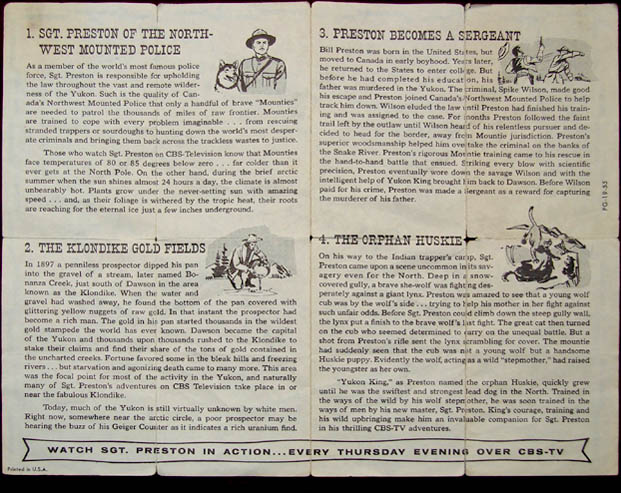 1. SGT. PRESTON OF THE NORTH-
WEST MOUNTED POLICE
As a member of the world's most famous police
force, Sgt. Preston is responsible for upholding
the law throughout the vast and remote wilder-
ness of the Yukon. Such is the quality of Can-
ada's Northwest Mounted Police that only a handful of brave "Mounties"
are needed to patrol the thousands of miles of raw frontier. Mounties
are trained to cope with every problem imaginable . . . from rescuing
stranded trappers or sourdoughs to hunting down the world's most desper-
ate criminals and bringing them back across the trackless wastes to justice.
Those who watch Sgt. Preston on CBS Television know that Mounties
face temperatures of 80 or 85 degrees below zero . . . far colder than it
ever gets at the North Pole. On the other hand, during the brief arctic
summer when the sun shines almost 24 hours a day, the climate is almost
unbearably hot. Plants grow under the never-setting sun with amazing
speed . . . and, as their foliage is withered by the tropic heat, their roots
are reaching for the eternal ice just a few inches underground.
2. THE KLONDIKE GOLD FIELDS
In 1897 a penniless prospector dipped his pan
into the gravel of a stream, later named Bo-
nanza Creek, just south of Dawson in the area
known as the Klondike. When the water and
gravel had washed away, he found the bottom of the pan covered with
glittering yellow nuggets of raw gold. In that instant the prospector had
become a rich man. The gold in his pan started thousands in the wildest
gold stampede the world has ever known. Dawson became the capital
of the Yukon and thousands upon thousands rushed to the Klondike to
stake their claims and find their share of the tons of gold contained in
the uncharted creeks. Fortune favored some in the bleak hills and freezing
rivers . . . but starvation and agonizing death came to many more. This area
was the focal point for most of the activity in the Yukon, and naturally
many of Sgt. Preston's adventures on CBS Television take place in or
near the fabulous Klondike.
Today, much of the Yukon is still virtually unknown by white men.
Right now, somewhere near the arctic circle, a poor prospector may be
hearing the buzz of his Geiger Counter as it indicates a rich uranium find.
3. PRESTON BECOMES A SERGEANT
Bill Preston was born in the United States, but
moved to Canada in early boyhood. Years later,
he returned to the States to enter college. But
before he had completed his education, his
father was murdered in the Yukon. The criminal, Spike Wilson, made good
his escape and Preston joined Canada's Northwest Mounted Police to help
track him down. Wilson eluded the law until Preston had finished his train-
ing and was assigned to the case. For months Preston followed the faint
trail left by the outlaw until Wilson heard of his relentless pursuit and de-
cided to head for the border, away from Mountie jurisdiction. Preston's
superior woodmanship helped him overtake the criminal on the banks of
the Snake River. Preston's rigorous Mountie training came to his rescue in
the hand-to-hand battle that ensued. Striking every blow with scientific
precision, Preston eventually wore down the savage Wilson and with the
intelligent help of Yukon King brought him back to Dawson. Before Wilson
paid for his crime, Preston was made a Sergeant as a reward for capturing
the murderer of his father.
4. THE ORPHAN HUSKIE
On his way to the Indian trapper's camp, Sgt.
Preston came upon a scene uncommon in its sav-
agery even for the North. Deep in a snow-
covered gully, a brave she-wolf was fighting des-
perately against a giant lynx. Preston was amazed to see that a young wolf
cub was by the wolf's side . . . trying to help his mother in her fight against
such unfair odds. Before Sgt. Preston could climb down the steep gully wall,
the lynx put a finish to the brave wolf's last fight. The great cat then turned
on the cub who seemed determined to carry on the unequal battle. But a
shot from Preston's rifle sent the lynx scrambling for cover. The mountie
had suddenly seen that the cub was not a young wolf but a handsome
Huskie puppy. Evidently the wolf, acting as a wild "stepmother," had raised
the youngster as her own.
"Yukon King," as Preston named the orphan Huskie, quickly grew
until he was the swiftest and strongest lead dog in the North. Trained in
the ways of the wild by his wolf stepmother, he was soon trained in the
ways of men by his new master, Sgt. Preston. King's courage, training and
his wild upbringing make him an invaluable companion for Sgt. Preston
in his thrilling CBS-TV adventures.
PG-19-55
WATCH SGT. PRESTON IN ACTION...EVERY THURSDAY EVENING OVER CBS-TV
Printed in U.S.A.